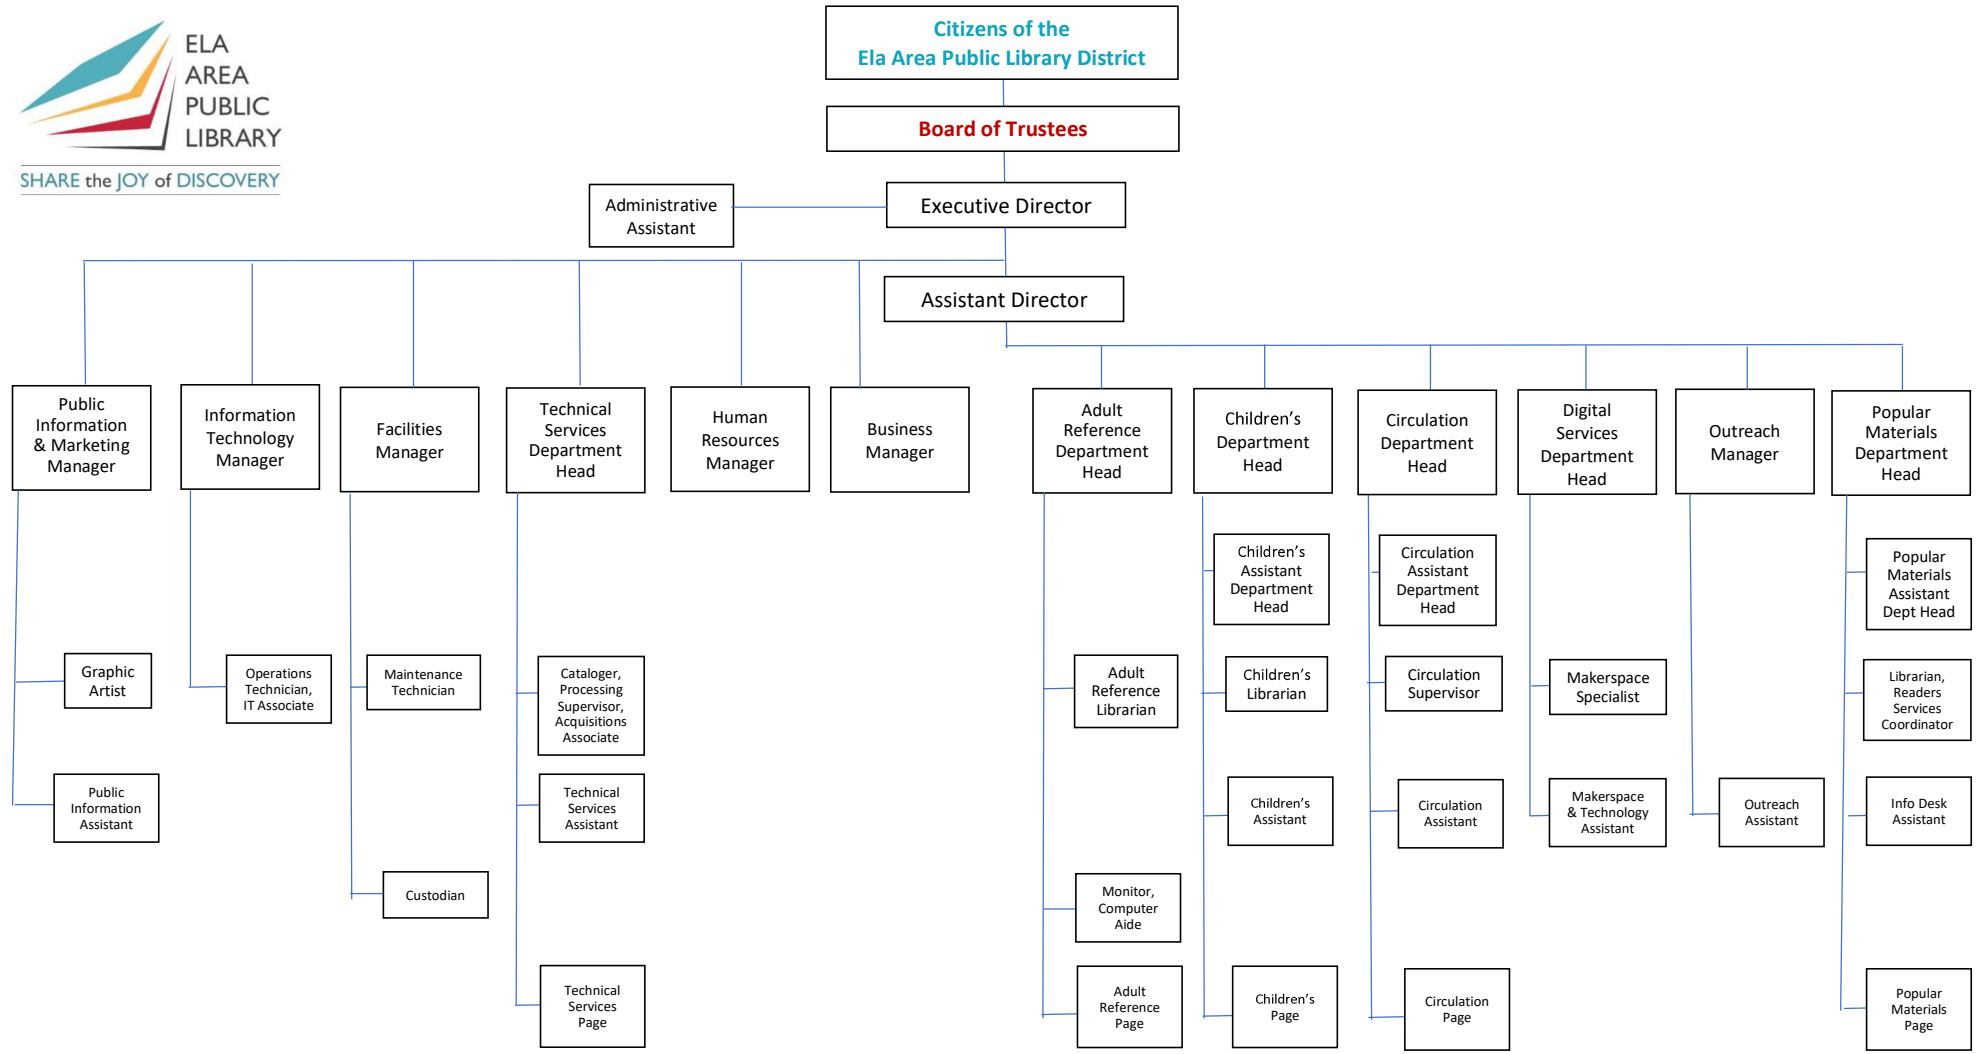 ELA
AREA
PUBLIC
LIBRARY
SHARE the JOY of DISCOVERY
Citizens of the
Ela Area Public Library District
Board of Trustees
Executive Director
Administrative
Assistant
Assistant Director
Public
Information
& Marketing
Manager
Information
Technology
Manager
Facilities
Manager
Technical
Services
Department
Head
Human
Resources
Manager
Business
Manager
Adult
Reference
Department
Head
Children's
Department
Head
Circulation
Department
Head
Digital
Services
Department
Head
Outreach
Manager
Popular
Materials
Department
Head
Children's
Assistant
Department
Head
Circulation
Assistant
Department
Head
Popular
Materials
Assistant
Dept Head
Graphic
Artist
Operations
Technician,
IT Associate
Maintenance
Technician
Cataloger,
Processing
Supervisor,
Acquisitions
Associate
Adult
Reference
Librarian
Children's
Librarian
Circulation
Supervisor
Makerspace
Specialist
Librarian,
Readers
Services
Coordinator
Public
Information
Assistant
Technical
Services
Assistant
Children's
Assistant
Circulation
Assistant
Makerspace
& Technology
Assistant
Outreach
Assistant
Info Desk
Assistant
Custodian
Monitor,
Computer
Aide
Technical
Services
Page
Adult
Reference
Page
Children's
Page
Circulation
Page
Popular
Materials
Page